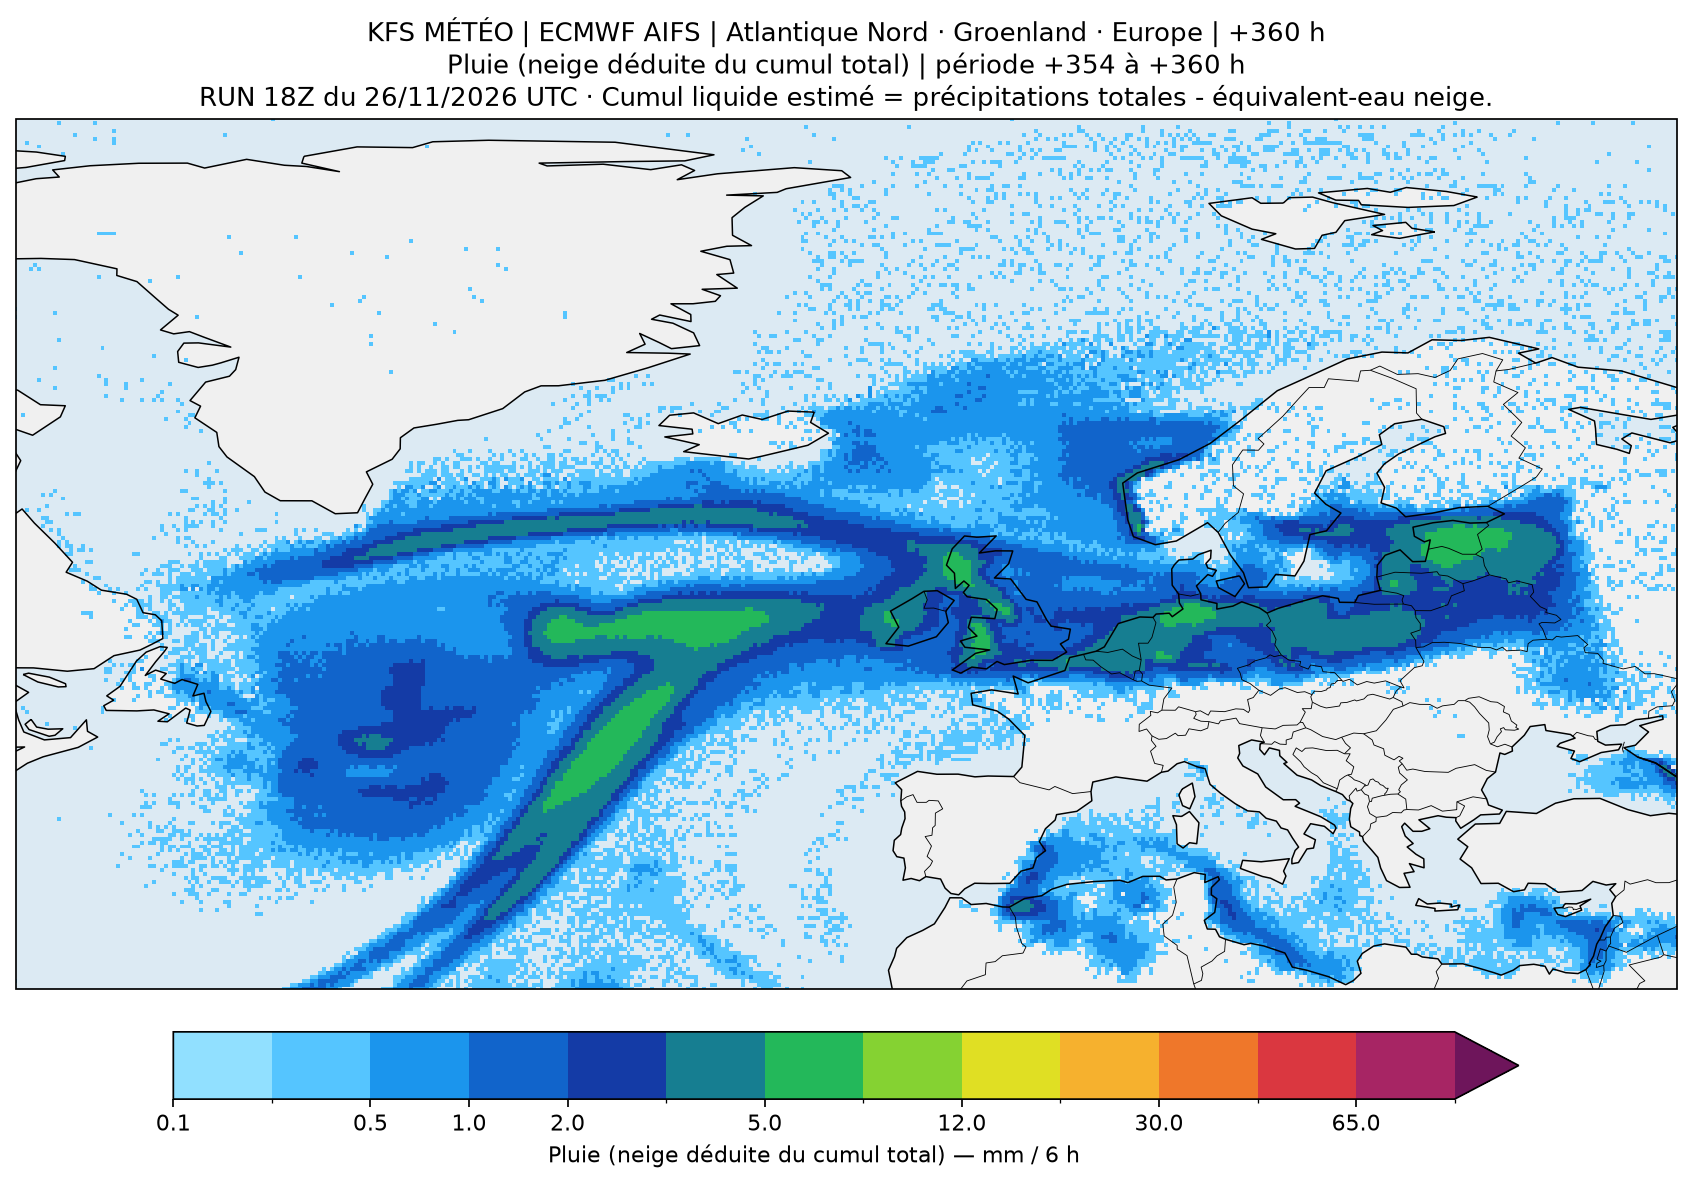 KFS MÉTÉO | ECMWF AIFS | Atlantique Nord · Groenland · Europe | +360 h
Pluie (neige déduite du cumul total) | période +354 à +360 h
RUN 18Z du 26/11/2026 UTC · Cumul liquide estimé = précipitations totales - équivalent-eau neige.
0.1 0.5 1.0 2.0 5.0 12.0 30.0 65.0
Pluie (neige déduite du cumul total) — mm / 6 h